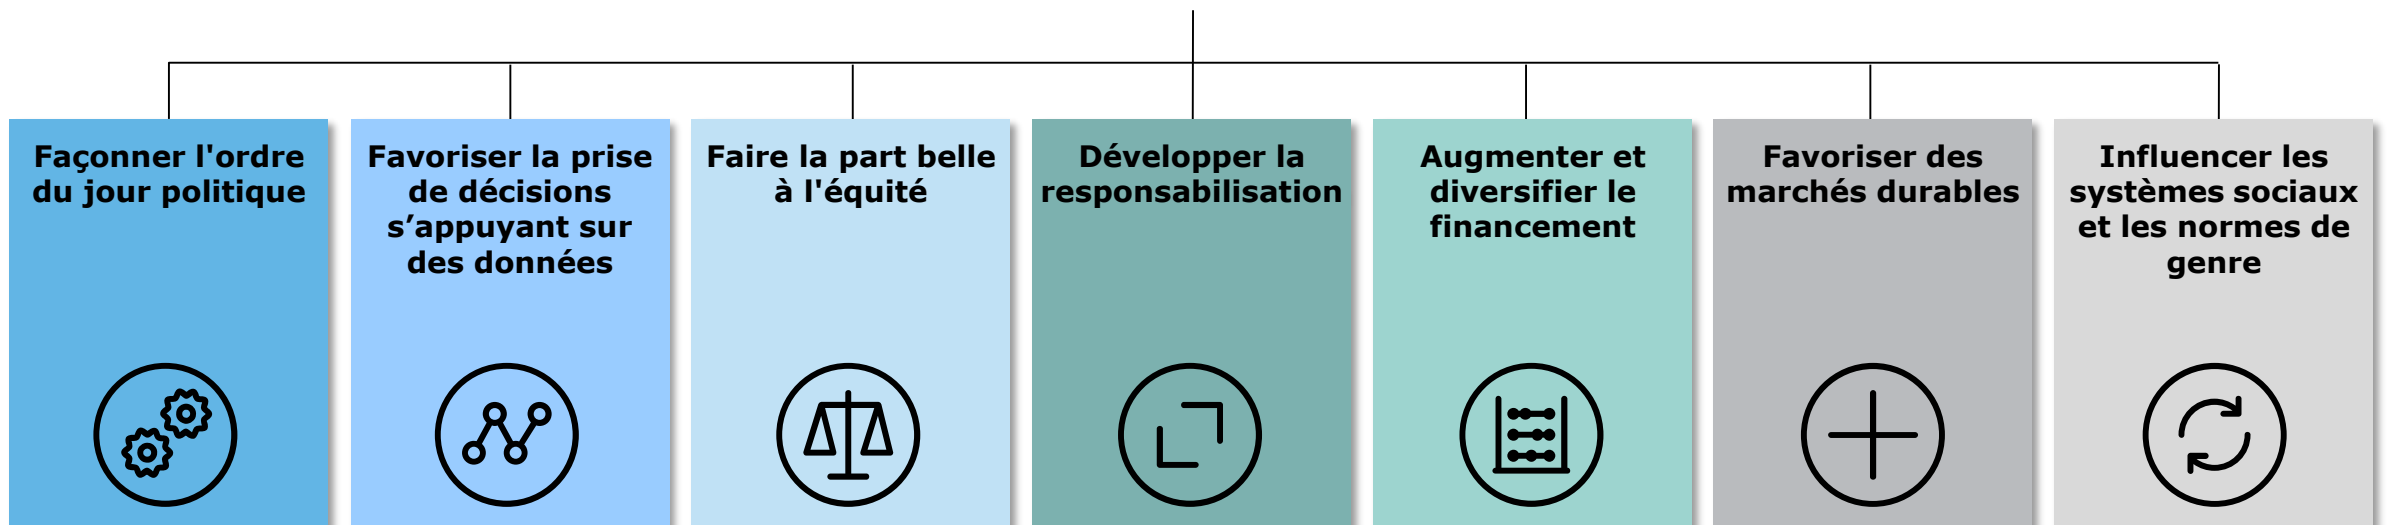 Façonner l'ordre
du jour politique
Favoriser la prise
de décisions
s’appuyant sur
des données
Faire la part belle
à l'équité
Développer la
responsabilisation
Augmenter et
diversifier le
financement
Favoriser des
marchés durables
Influencer les
systèmes sociaux
et les normes de
genre